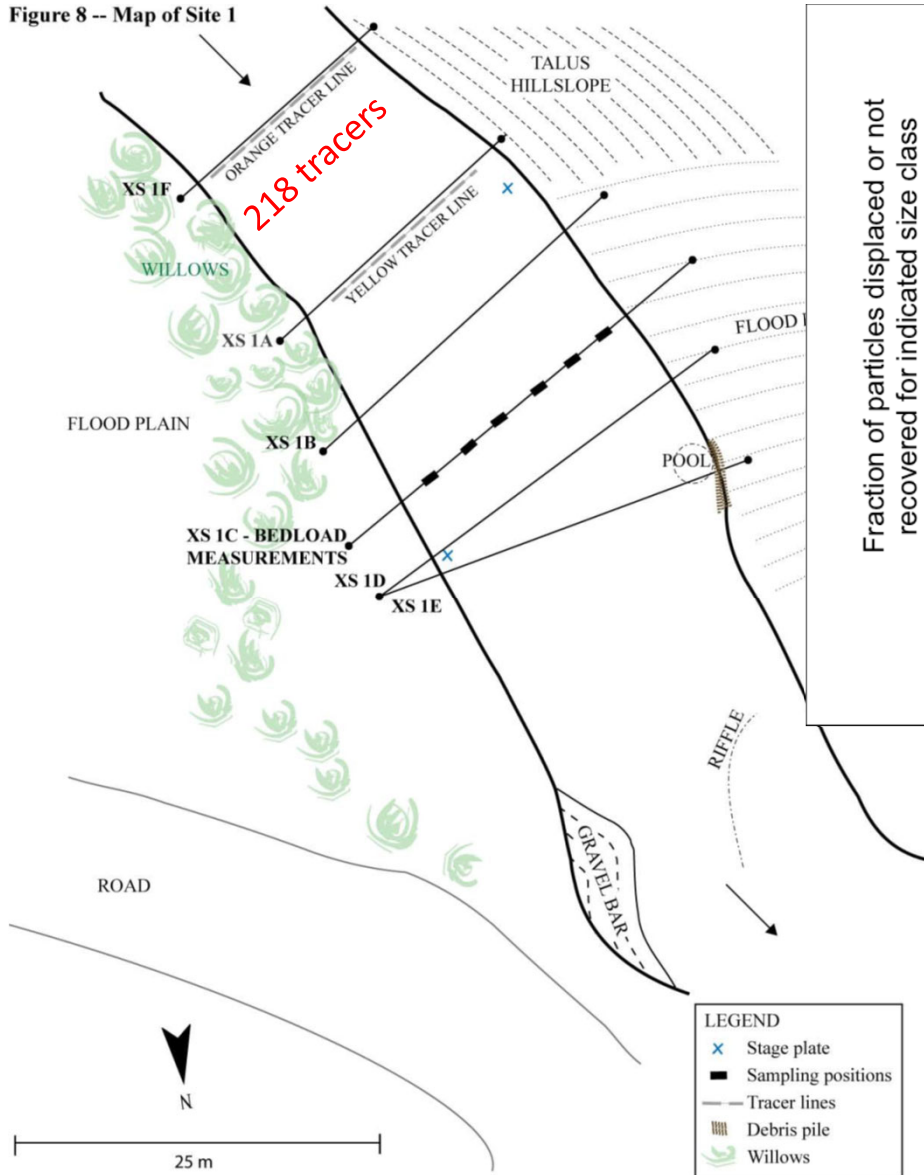 Figure 8 -- Map of Site 1
TALUS
HILLSLOPE
ORANGE TRACER LINE
218 tracers
XS 1F
YELLOW TRACER LINE
WILLOWS
XS 1A
FLOOD
FLOOD PLAIN
XS 1B
POOL
XS 1C - BEDLOAD
MEASUREMENTS
XS 1D
XS 1E
RIFFLE
GRAVEL BAR
ROAD
N
25 m
LEGEND
Stage plate
Sampling positions
Tracer lines
Debris pile
Willows
Fraction of particles displaced or not
recovered for indicated size class